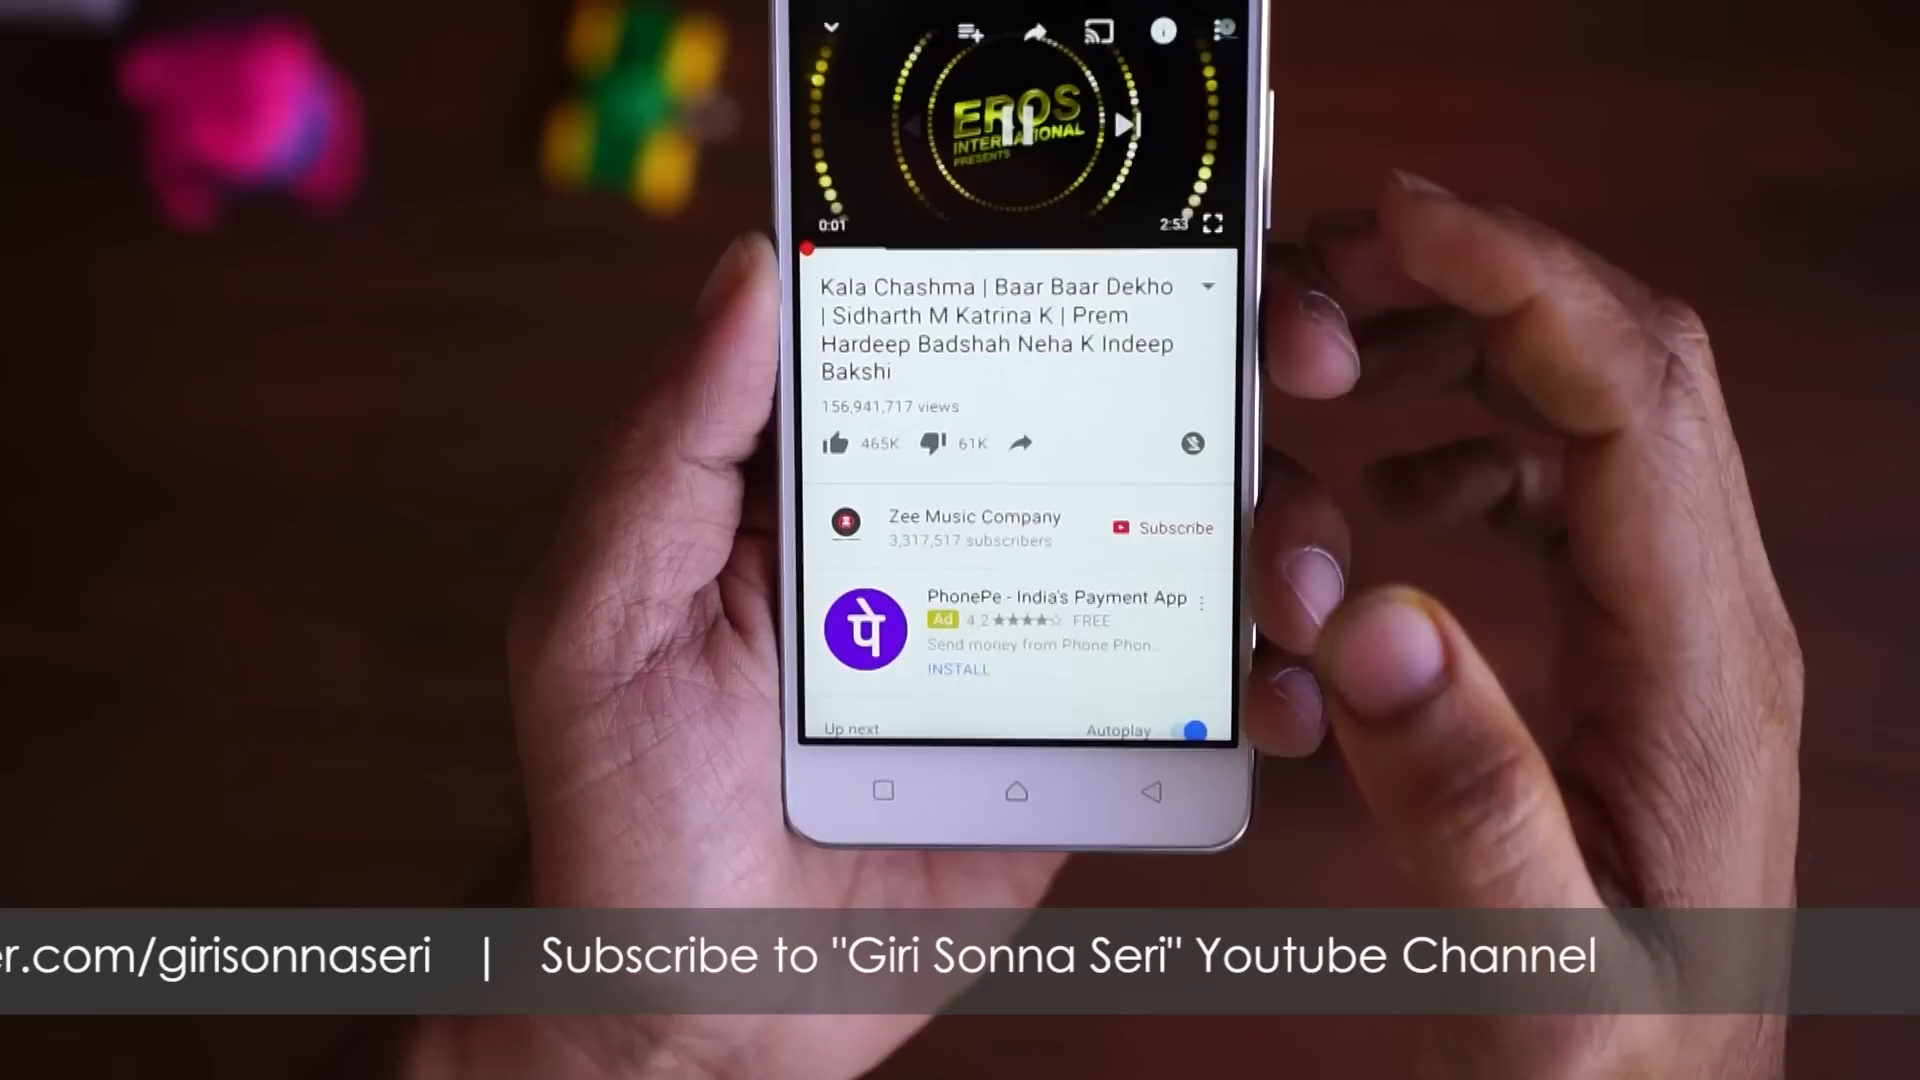 EROS
INTERNATIONAL
PRESENTS
0:01
2:53
Kala Chashma | Baar Baar Dekho
| Sidharth M Katrina K | Prem
Hardeep Badshah Neha K Indeep
Bakshi
156,941,717 views
465K 61K
Zee Music Company
3,317,517 subscribers
Subscribe
पे
PhonePe - India's Payment App
Ad 4.2 FREE
Send money from Phone Phon...
INSTALL
Up next
Autoplay
er.com/girisonnaseri | Subscribe to "Giri Sonna Seri" Youtube Channel